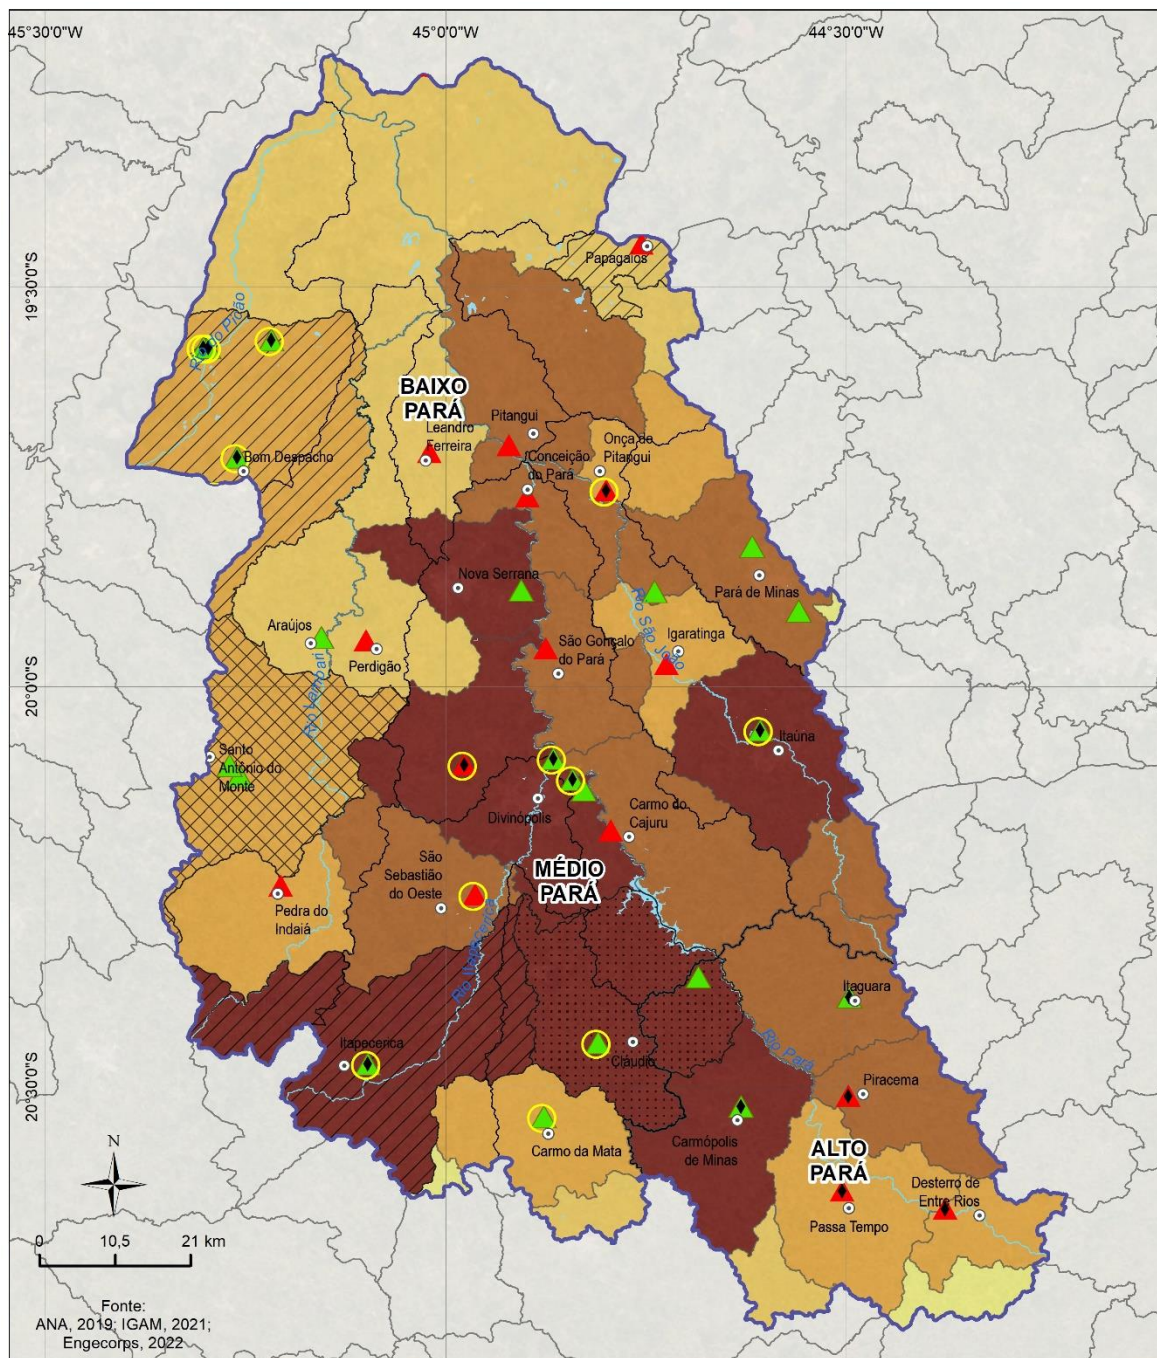 45°30'0"W
45°0'0"W
44°30'0"W
19°30'0"S
20°0'0"S
20°30'0"S
Papagaios
Rio do Picão
BAIXO
PARÁ
Leandro
Ferreira
Pitangui
Onça de
Pitangui
Conceição
do Pará
Bom Despacho
Nova Serrana
Pará de Minas
Rio São João
Araújos
Perdigão
São Gonçalo
do Pará
Igaratinga
Rio Lambari
Itaúna
Santo
Antônio do
Monte
Divinópolis
Carmo do
Cajuru
São
Sebastião
do Oeste
MÉDIO
PARÁ
Pedra do
Indaiá
Rio Itapecerica
Itaguara
Itapecerica
Cláudio
Rio Pará
Piracema
Carmo da Mata
Carmópolis
de Minas
ALTO
PARÁ
Desterro de
Entre Rios
Passa Tempo
N
0 10,5 21 km
Fonte:
ANA, 2019; IGAM, 2021;
Engecorps, 2022